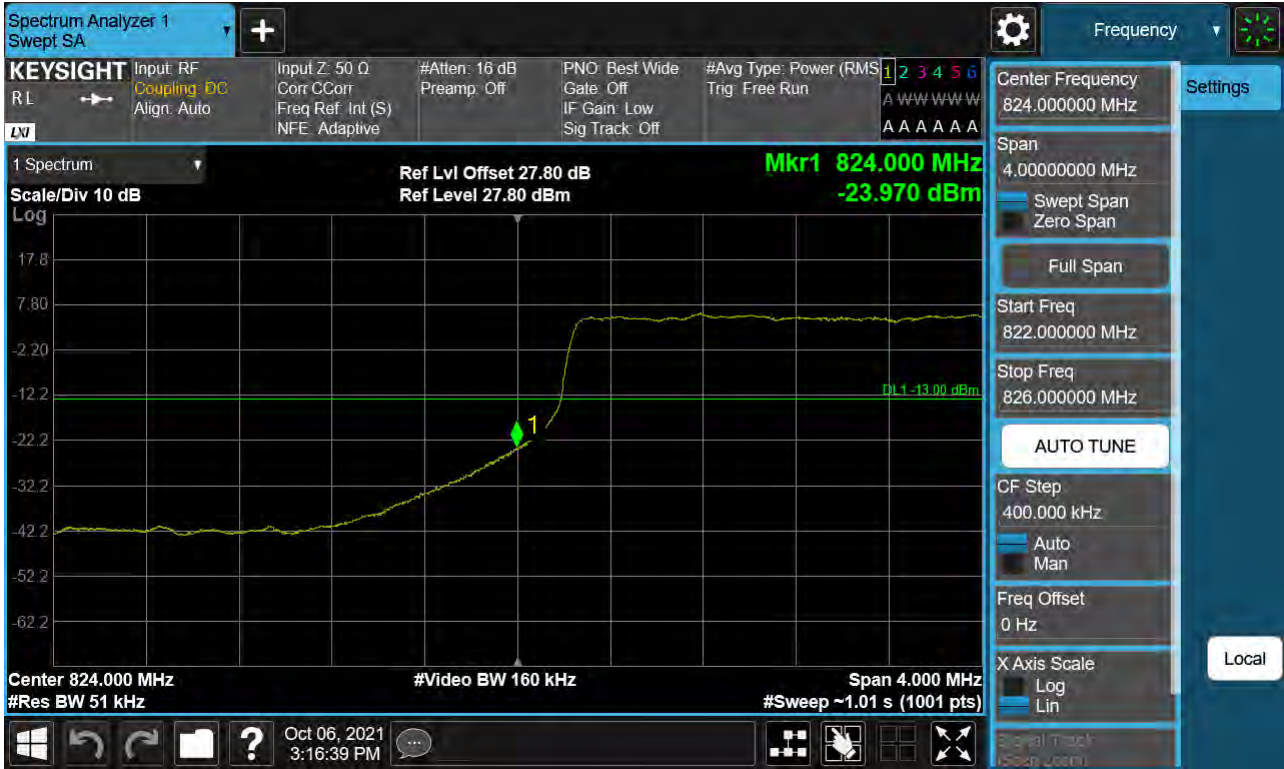 Spectrum Analyzer 1
Swept SA
Frequency
KEYSIGHT
RL
LXI
Input: RF
Coupling: DC
Align: Auto
Input Z: 50 Ω
Corr CCorr
Freq Ref: Int (S)
NFE: Adaptive
#Atten: 16 dB
Preamp: Off
PNO: Best Wide
Gate: Off
IF Gain: Low
Sig Track: Off
#Avg Type: Power (RMS
Trig: Free Run
1 2 3 4 5 6
A W W W W W
A A A A A A
1 Spectrum
Scale/Div 10 dB
Ref Lvl Offset 27.80 dB
Ref Level 27.80 dBm
Mkr1 824.000 MHz
-23.970 dBm
Log
17.8
7.80
-2.20
-12.2
-22.2
-32.2
-42.2
-52.2
-62.2
DL1 -13.00 dBm
1
Center 824.000 MHz
#Video BW 160 kHz
Span 4.000 MHz
#Res BW 51 kHz
#Sweep ~1.01 s (1001 pts)
Center Frequency
824.000000 MHz
Settings
Span
4.00000000 MHz
Swept Span
Zero Span
Full Span
Start Freq
822.000000 MHz
Stop Freq
826.000000 MHz
AUTO TUNE
CF Step
400.000 kHz
Auto
Man
Freq Offset
0 Hz
X Axis Scale
Log
Lin
Local
Signal Track
(Span Zoom)
?
Oct 06, 2021
3:16:39 PM